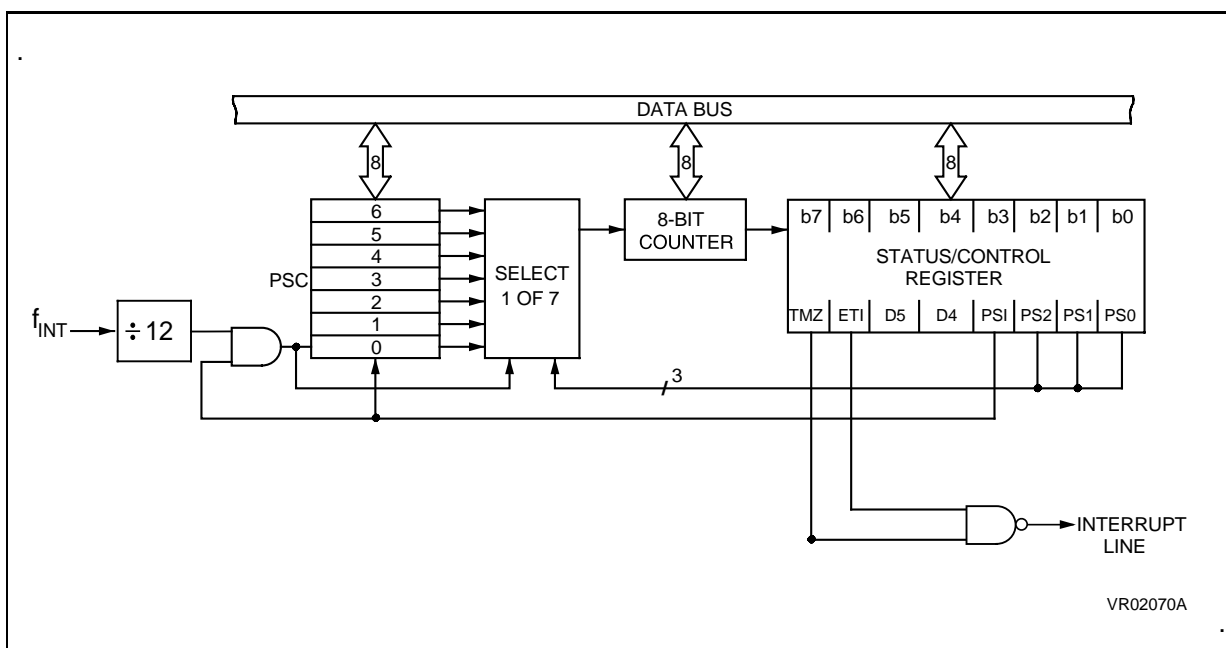 DATA BUS
8
8
8
6
5
4
3
2
1
0
PSC
SELECT
1 OF 7
8-BIT
COUNTER
b7 b6 b5 b4 b3 b2 b1 b0
STATUS/CONTROL
REGISTER
TMZ ETI D5 D4 PSI PS2 PS1 PS0
fINT
÷ 12
3
INTERRUPT
LINE
VR02070A